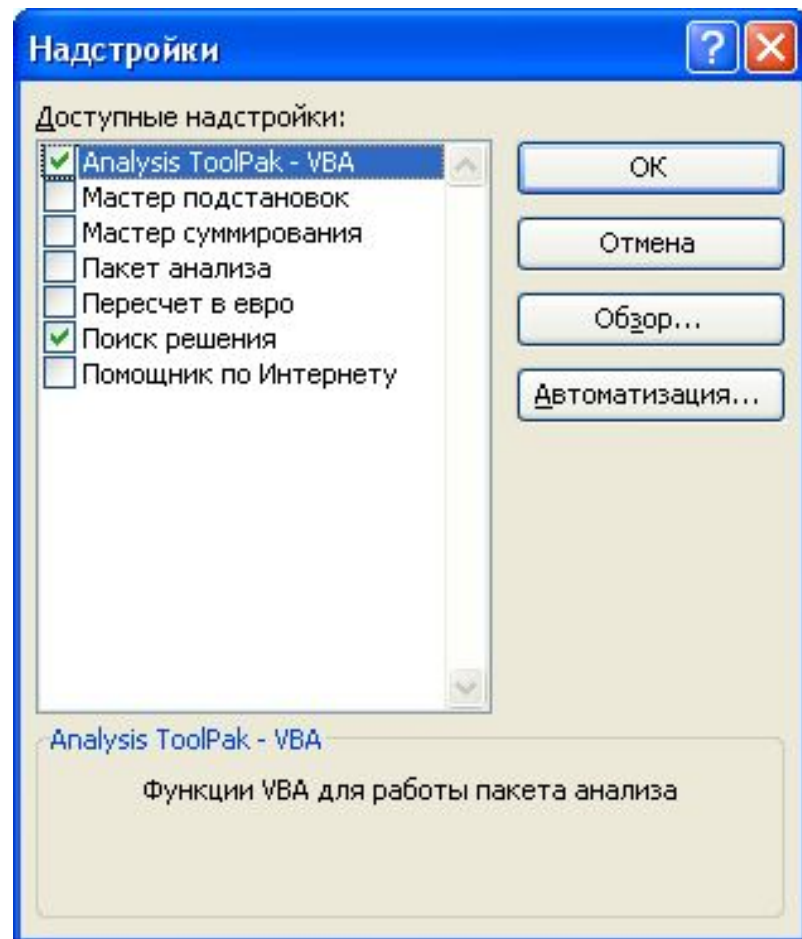 Надстройки
Доступные надстройки:
Analysis ToolPak - VBA
Мастер подстановок
Мастер суммирования
Пакет анализа
Пересчет в евро
Поиск решения
Помощник по Интернету
ОК
Отмена
Обзор...
Автоматизация...
Analysis ToolPak - VBA
Функции VBA для работы пакета анализа